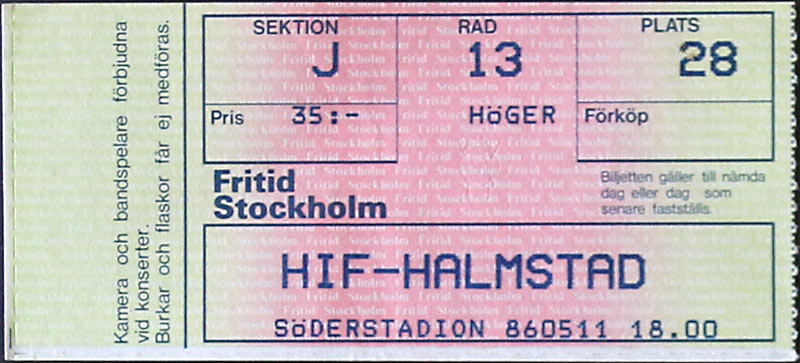 SEKTION RAD PLATS
J 13 28
Pris 35:- HöGER Förköp
Fritid
Stockholm
Biljetten gäller till nämda
dag eller dag som
senare fastställs.
HIF-HALMSTAD
SöDERSTADION 860511 18.00
Kamera och bandspelare förbjudna
vid konserter.
Burkar och flaskor får ej medföras.